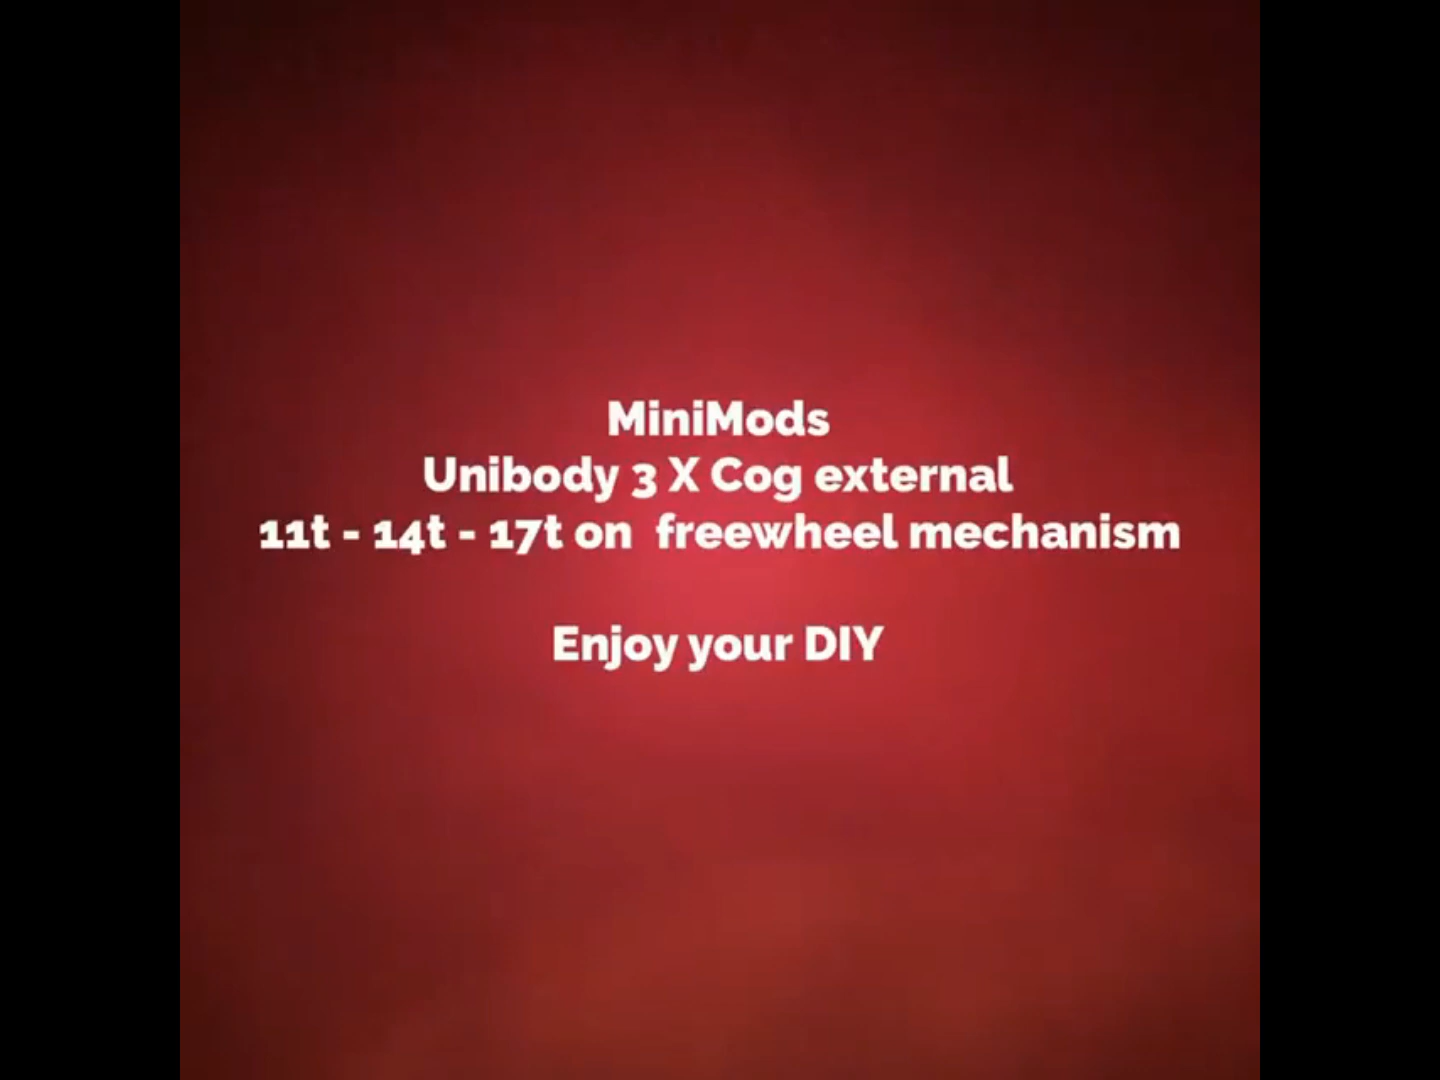 MiniMods
Unibody 3 X Cog external
11t - 14t - 17t on  freewheel mechanism
Enjoy your DIY